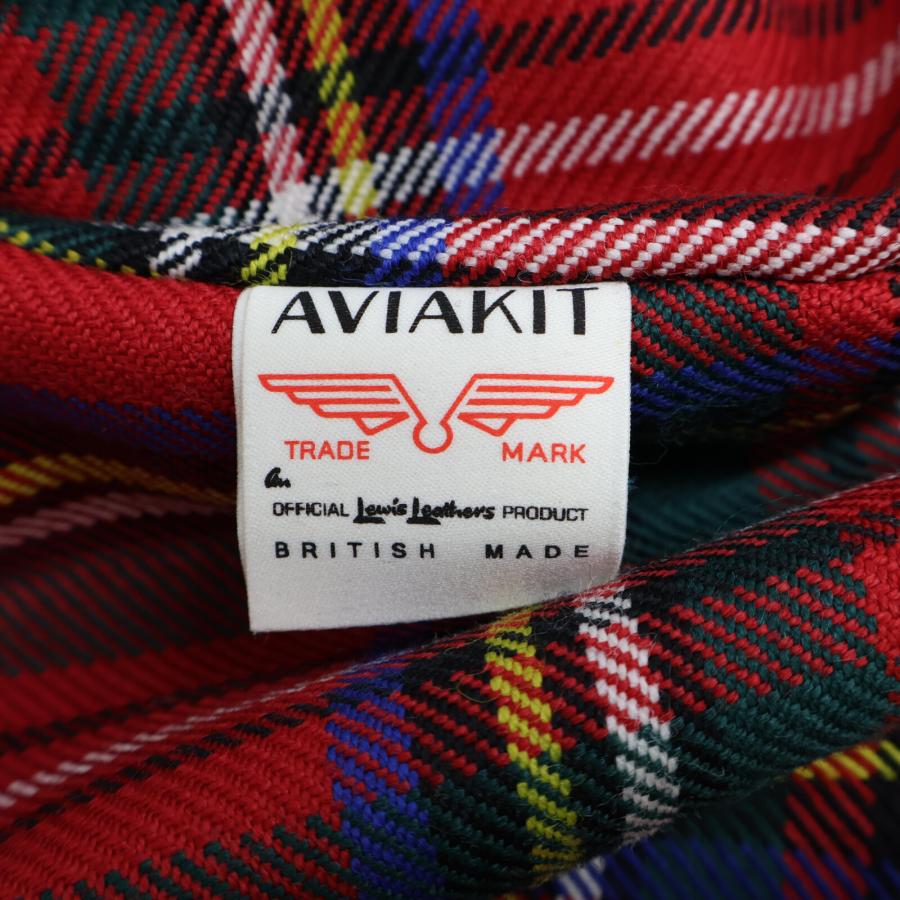 AVIAKIT
TRADE MARK
An
OFFICIAL Lewis Leathers PRODUCT
BRITISH MADE